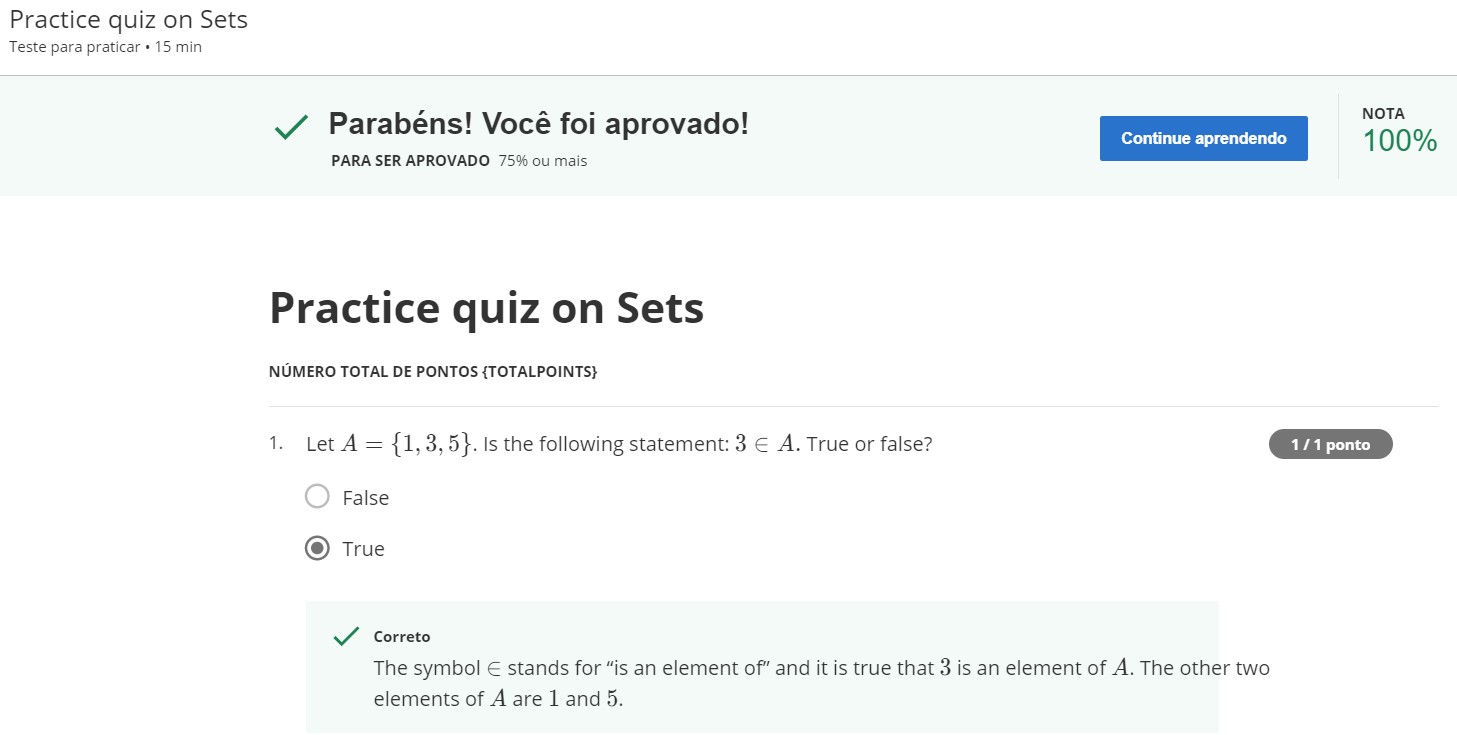 Practice quiz on Sets
Teste para praticar • 15 min
Parabéns! Você foi aprovado!
PARA SER APROVADO 75% ou mais
Continue aprendendo
NOTA
100%
Practice quiz on Sets
NÚMERO TOTAL DE PONTOS {TOTALPOINTS}
1. Let A = {1, 3, 5}. Is the following statement: 3 ∈ A. True or false?
1 / 1 ponto
False
True
Correto
The symbol ∈ stands for “is an element of” and it is true that 3 is an element of A. The other two
elements of A are 1 and 5.